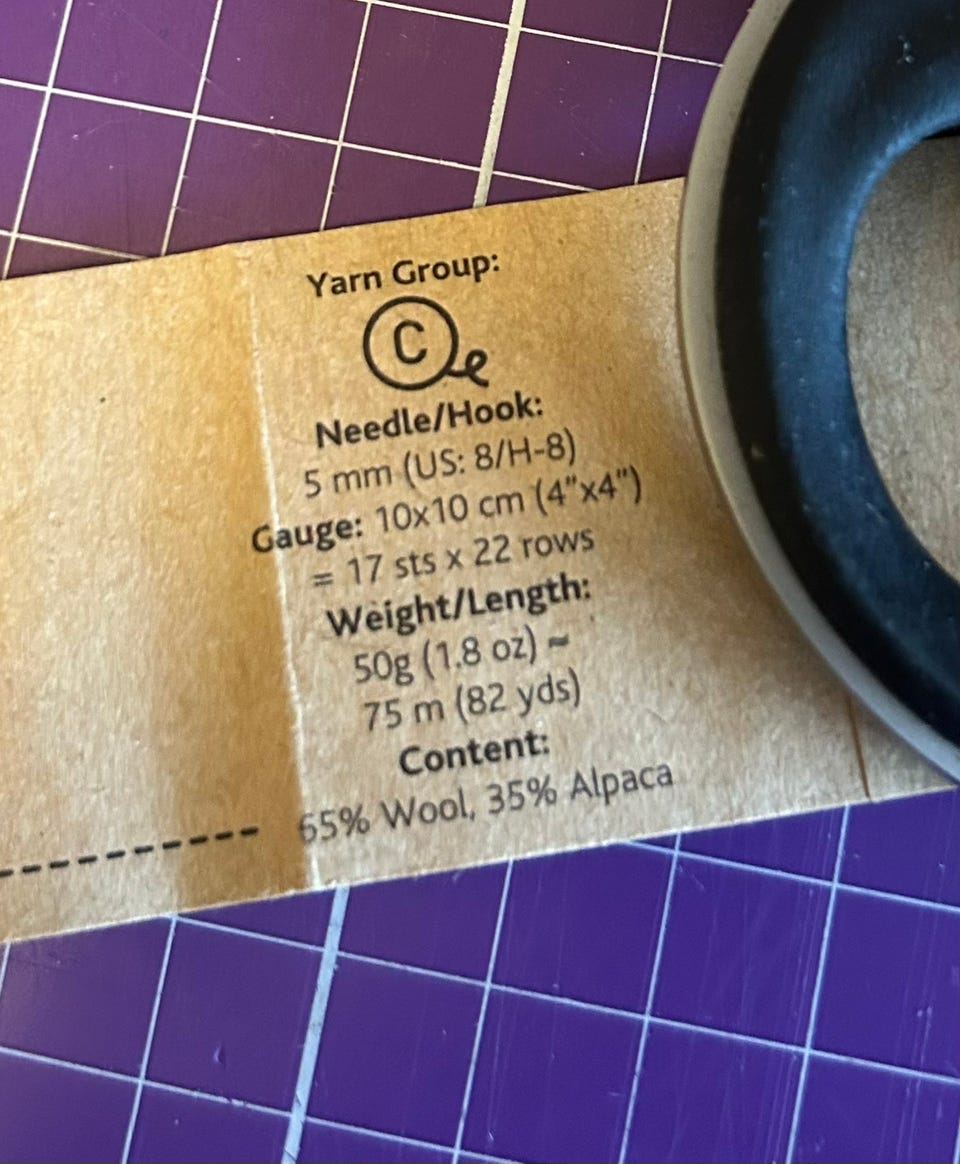 Yarn Group:
C
Needle/Hook:
5 mm (US: 8/H-8)
Gauge: 10x10 cm (4"x4")
= 17 sts x 22 rows
Weight/Length:
50g (1.8 oz) ~
75 m (82 yds)
Content:
65% Wool, 35% Alpaca